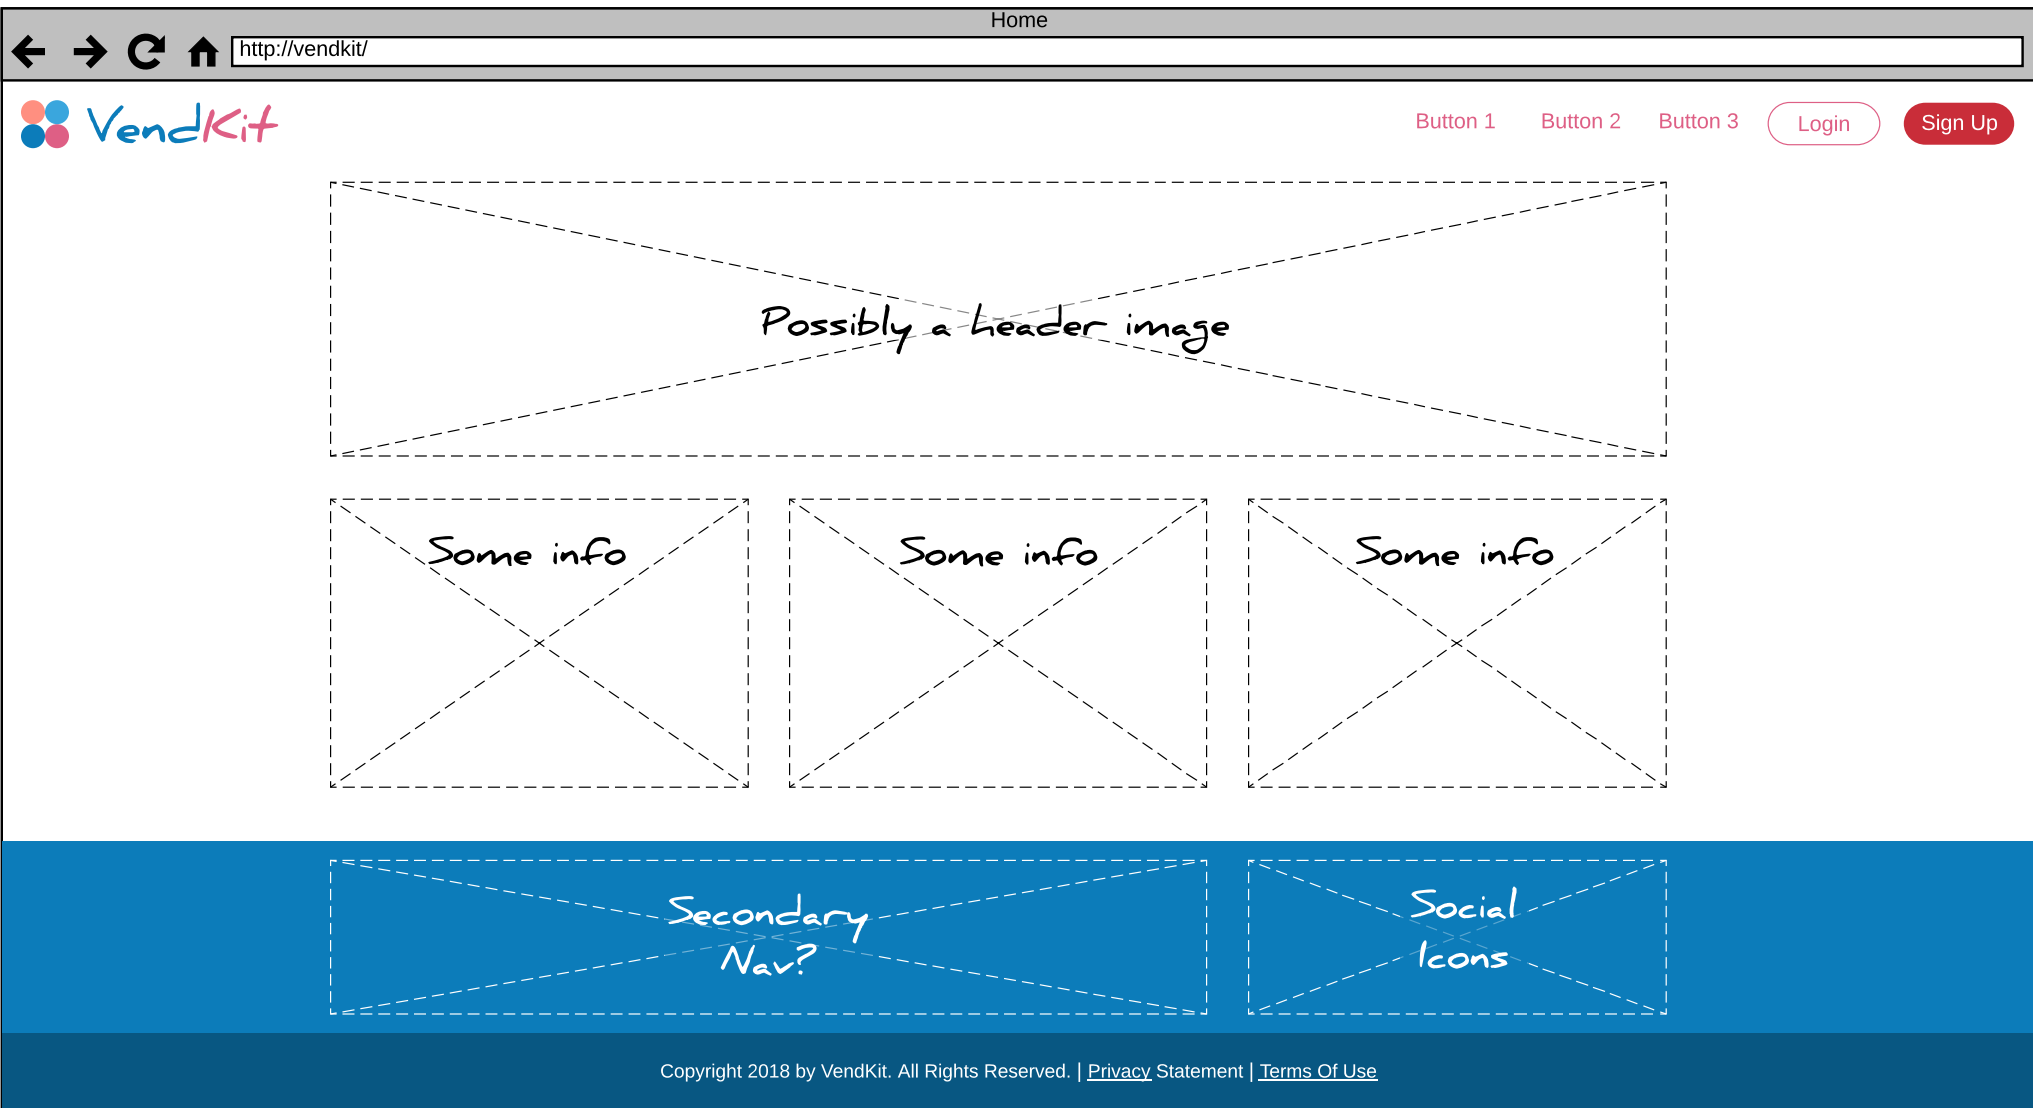 Home
http://vendkit/
VendKit
Button 1 Button 2 Button 3 Login Sign Up
Possibly a header image
Some info Some info Some info
Secondary
Nav?
Social
Icons
Copyright 2018 by VendKit. All Rights Reserved. | Privacy Statement | Terms Of Use